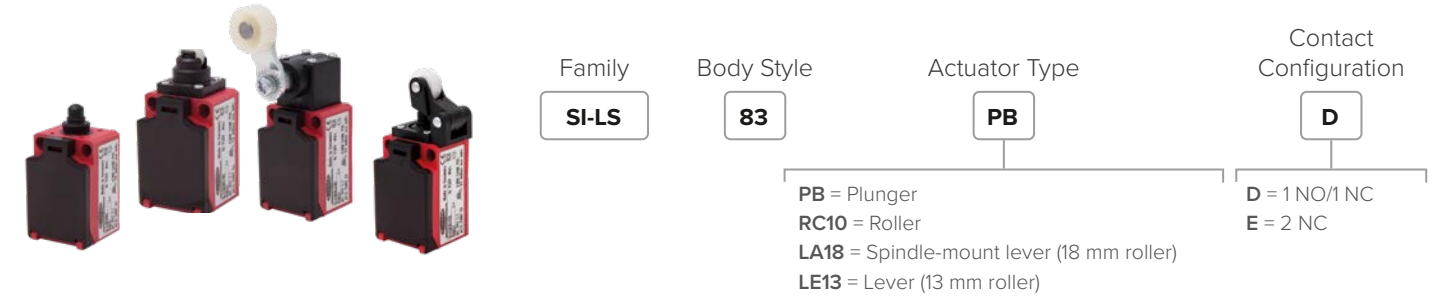 Family
Body Style
Actuator Type
Contact
Configuration
SI-LS
83
PB
D
PB = Plunger
RC10 = Roller
LA18 = Spindle-mount lever (18 mm roller)
LE13 = Lever (13 mm roller)
D = 1 NO/1 NC
E = 2 NC